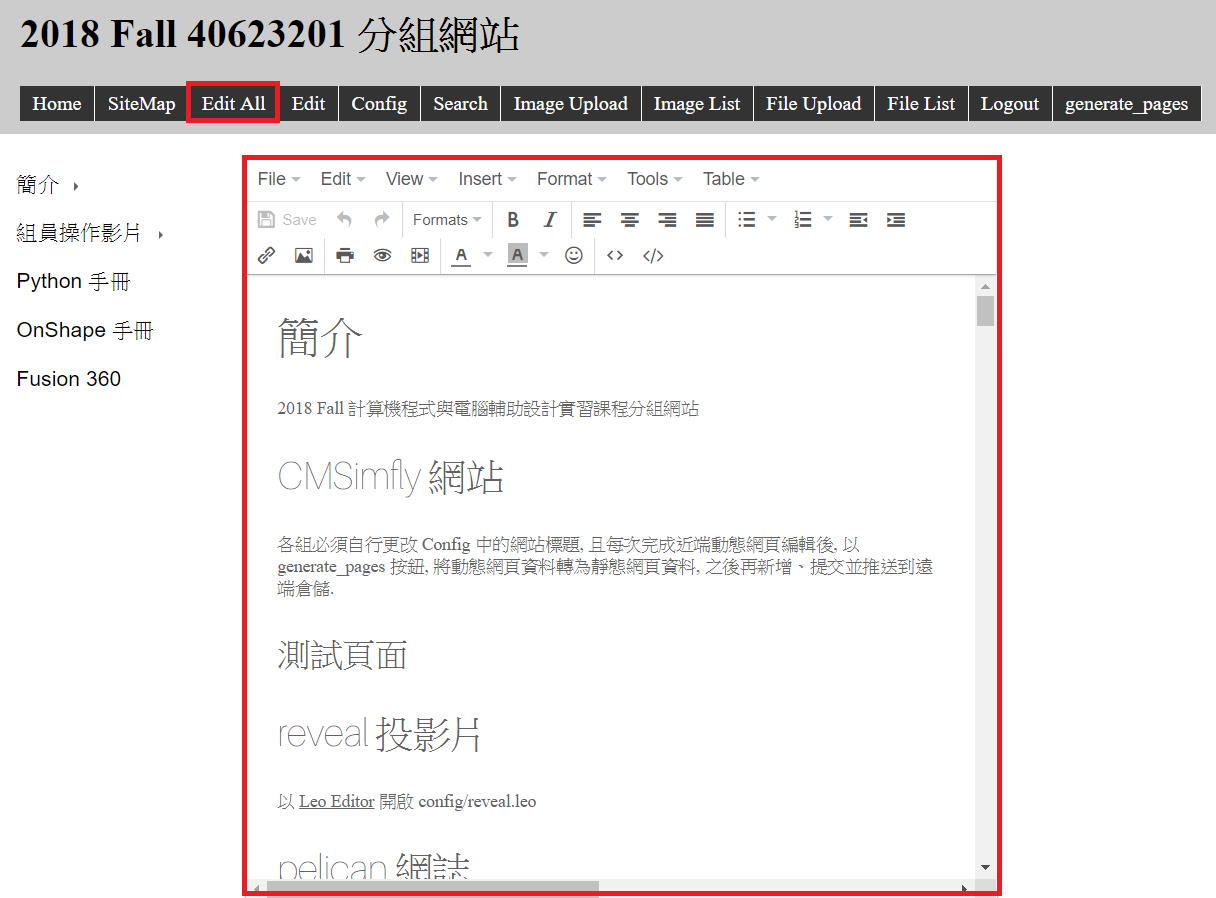 2018 Fall 40623201 分組網站
Home SiteMap Edit All Edit Config Search Image Upload Image List File Upload File List Logout generate_pages
簡介
組員操作影片
Python 手冊
OnShape 手冊
Fusion 360
File Edit View Insert Format Tools Table
Save Formats B I
A A
簡介
2018 Fall 計算機程式與電腦輔助設計實習課程分組網站
CMSimfly 網站
各組必須自行更改 Config 中的網站標題, 且每次完成近端動態網頁編輯後, 以
generate_pages 按鈕, 將動態網頁資料轉為靜態網頁資料, 之後再新增、提交並推送到遠
端倉儲.
測試頁面
reveal 投影片
以 Leo Editor 開啟 config/reveal.leo
pelican 網誌